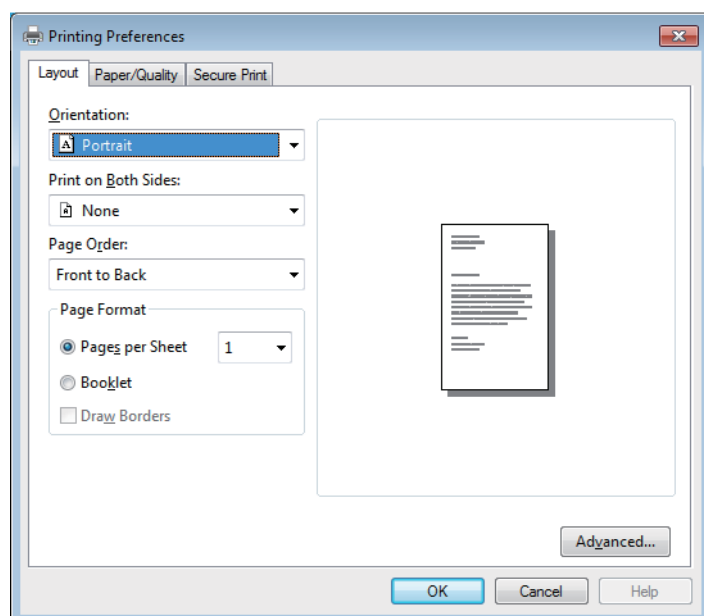 Printing Preferences
Layout Paper/Quality Secure Print
Orientation:
A Portrait
Print on Both Sides:
A None
Page Order:
Front to Back
Page Format
Pages per Sheet 1
Booklet
Draw Borders
Advanced...
OK Cancel Help